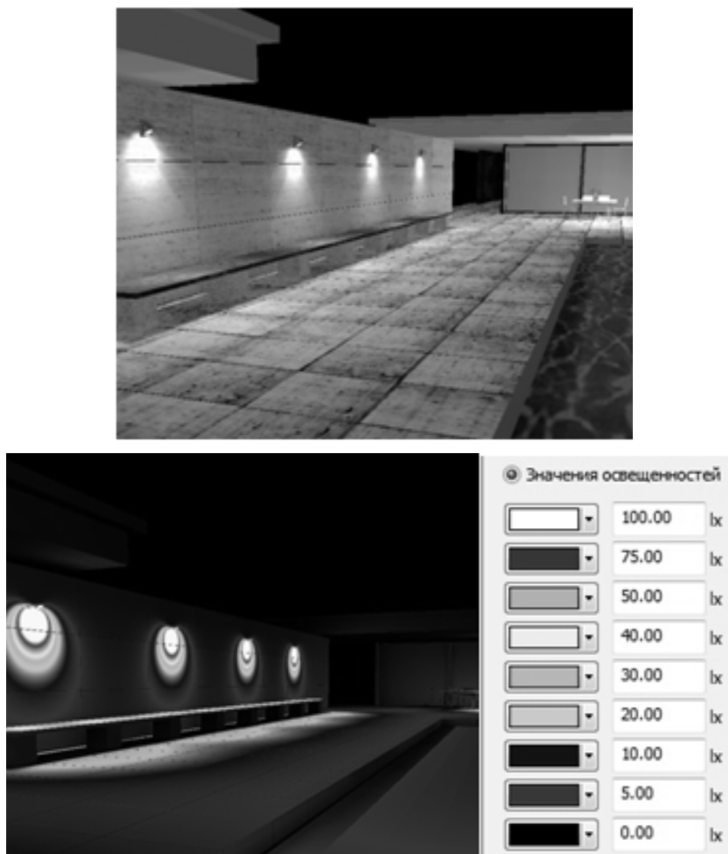 Значения освещенностей
100.00 lx
75.00 lx
50.00 lx
40.00 lx
30.00 lx
20.00 lx
10.00 lx
5.00 lx
0.00 lx